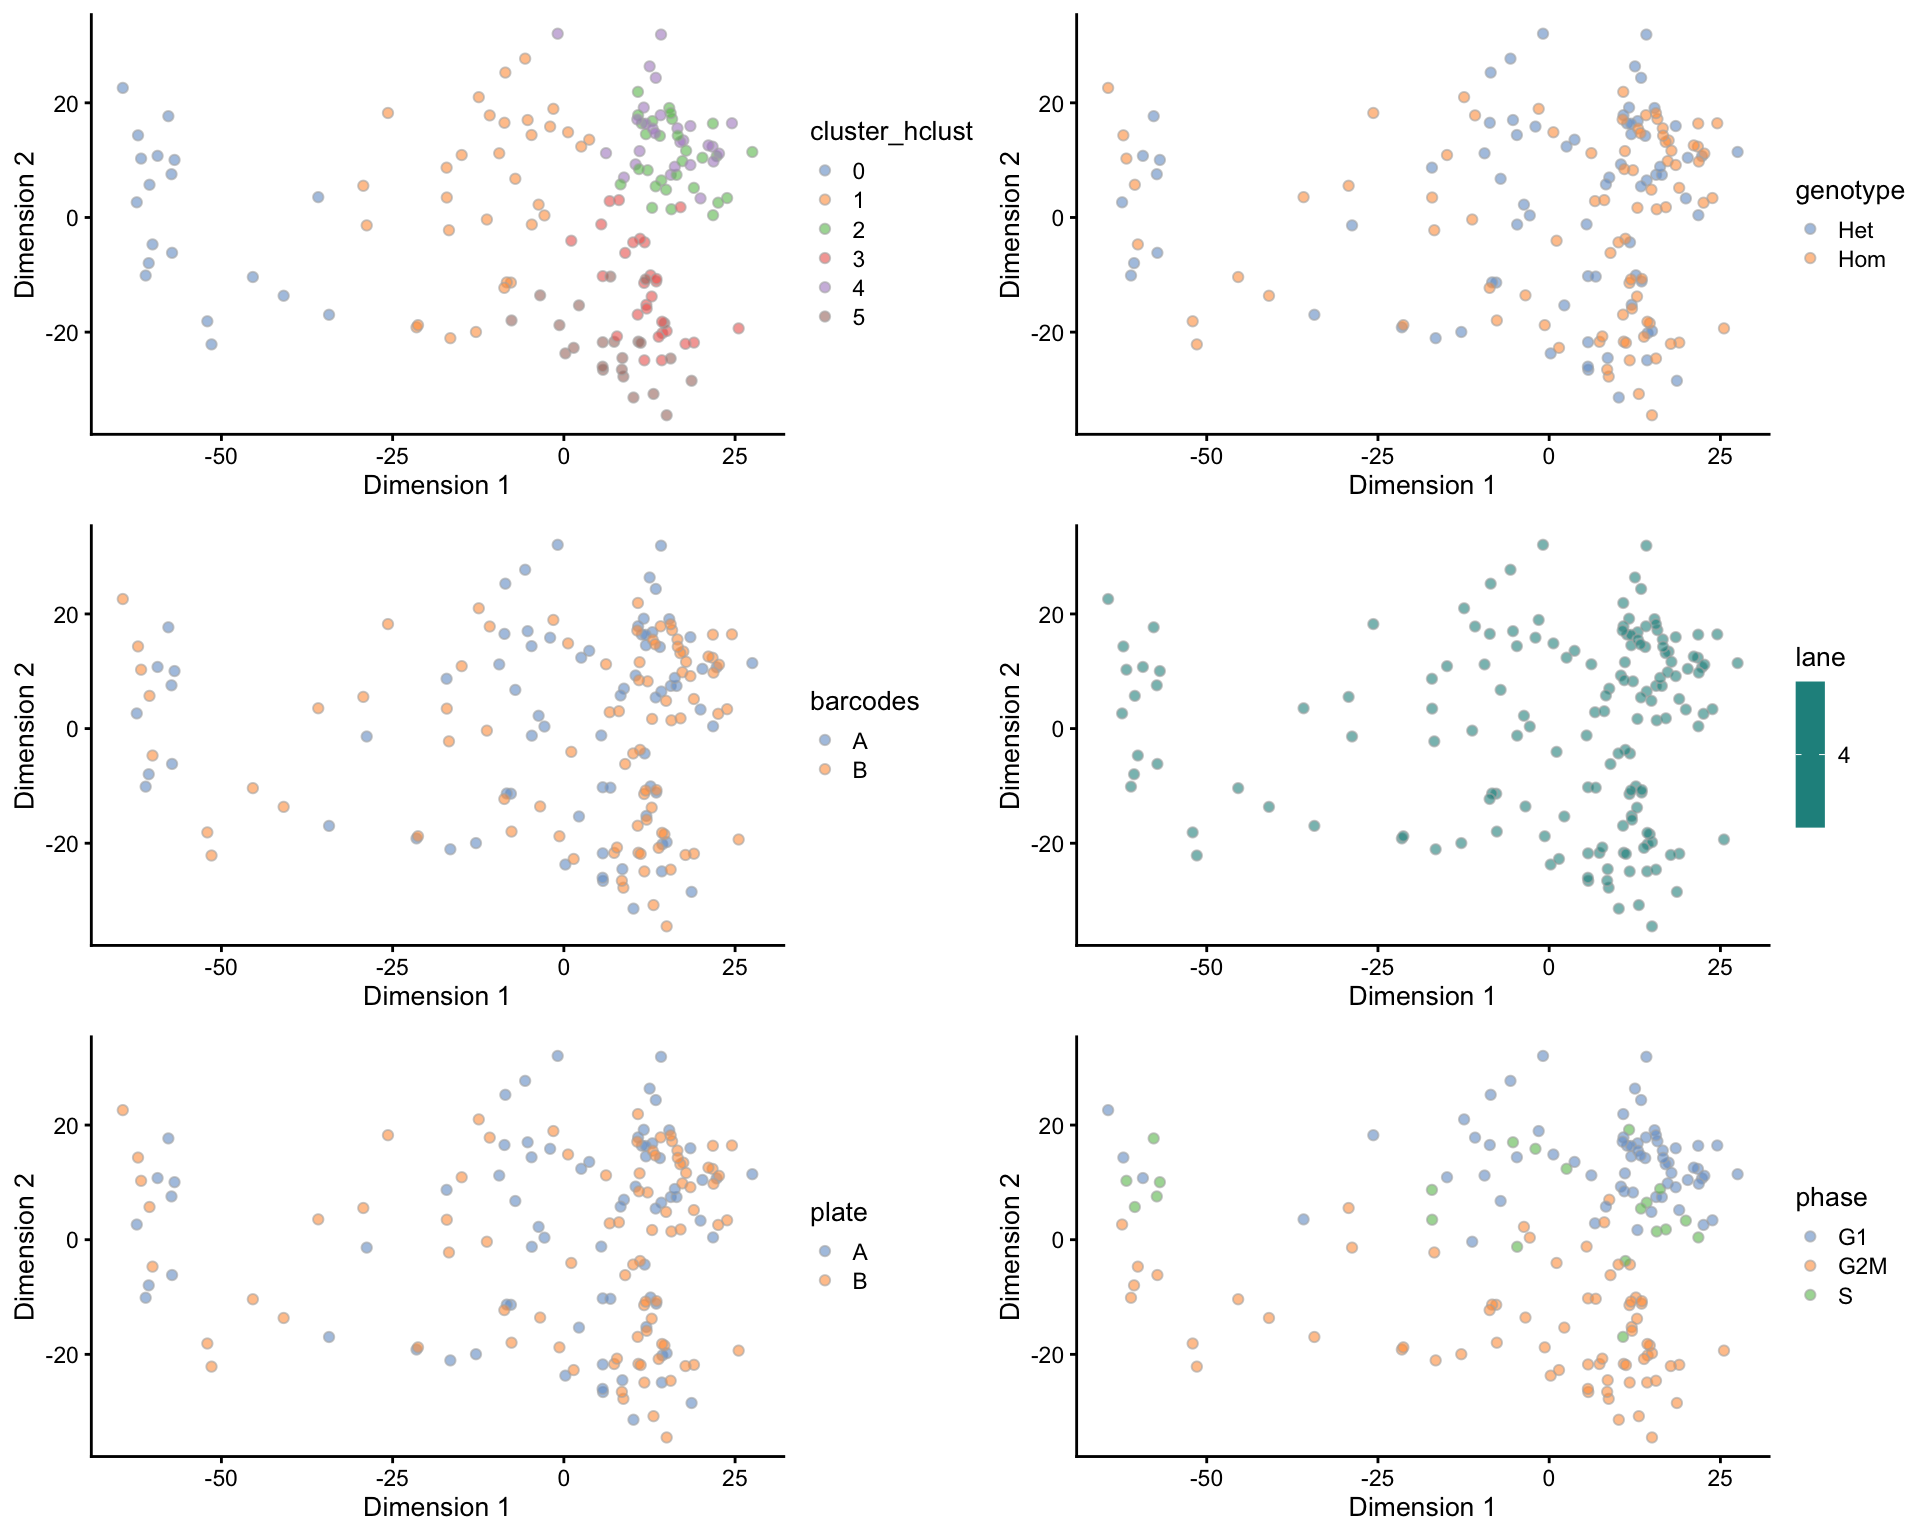 Dimension 2
20
0
-20
-50 -25 0 25
Dimension 1
cluster_hclust
0
1
2
3
4
5
Dimension 2
20
0
-20
-50 -25 0 25
Dimension 1
genotype
Het
Hom
Dimension 2
20
0
-20
-50 -25 0 25
Dimension 1
barcodes
A
B
Dimension 2
20
0
-20
-50 -25 0 25
Dimension 1
lane
4
Dimension 2
20
0
-20
-50 -25 0 25
Dimension 1
plate
A
B
Dimension 2
20
0
-20
-50 -25 0 25
Dimension 1
phase
G1
G2M
S